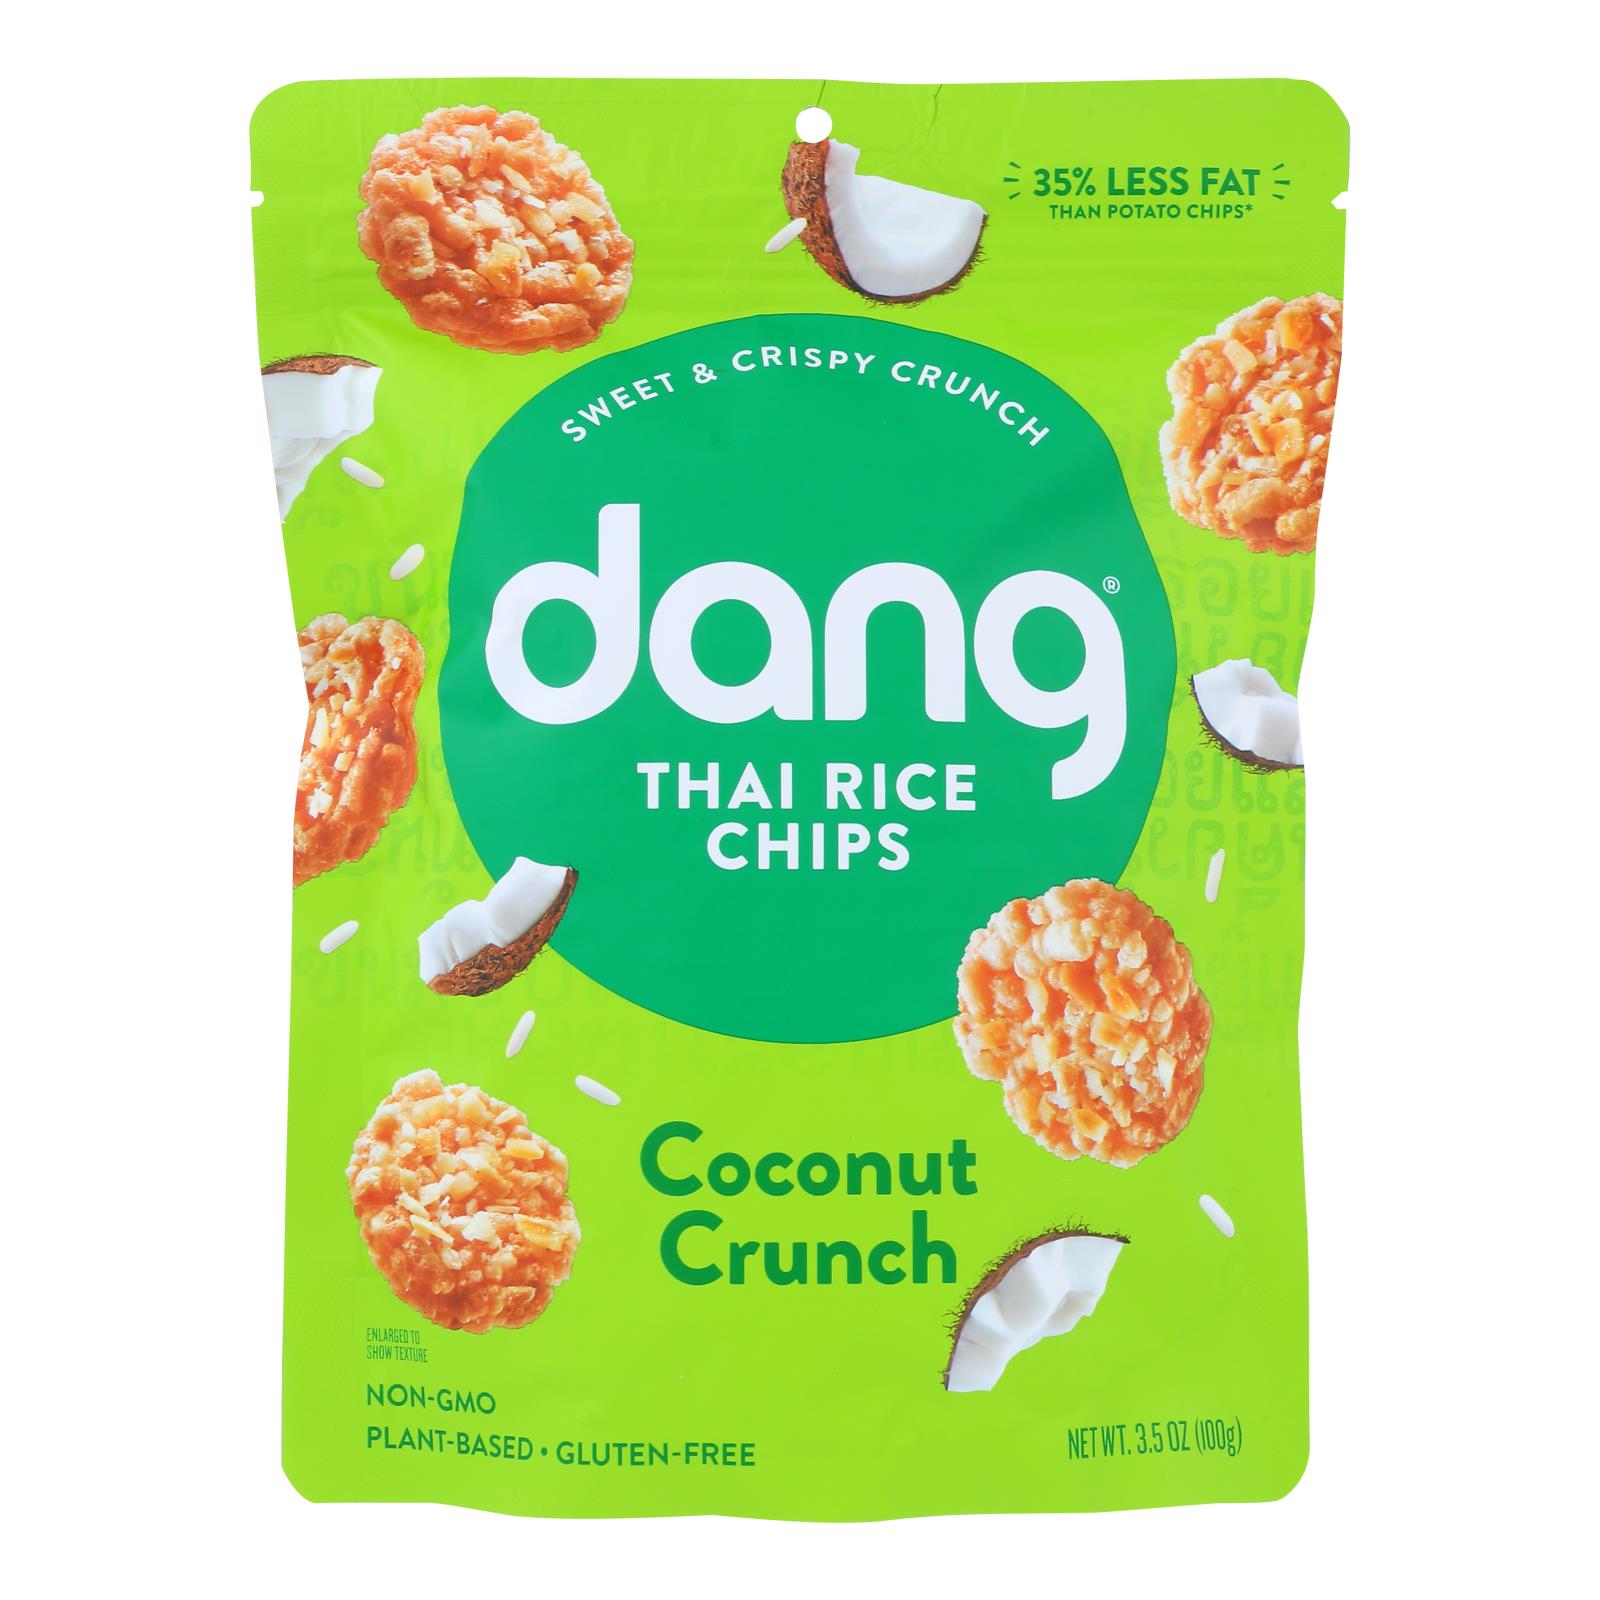 35% LESS FAT
THAN POTATO CHIPS*
SWEET & CRISPY CRUNCH
dang®
THAI RICE
CHIPS
Coconut
Crunch
ENLARGED TO
SHOW TEXTURE
NON-GMO
PLANT-BASED • GLUTEN-FREE
NET WT. 3.5 OZ (100g)